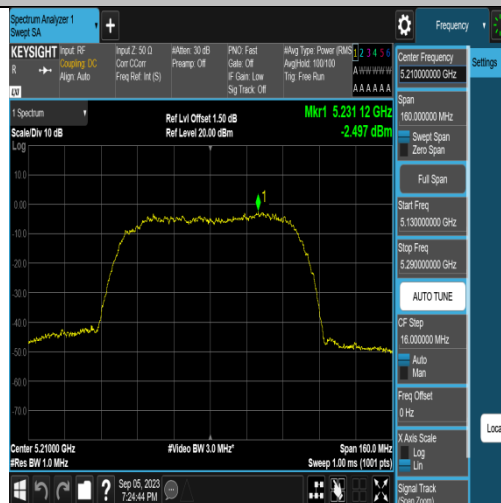 Spectrum Analyzer 1
Swept SA
Frequency
KEYSIGHT
R
LXI
Input: RF
Coupling: DC
Align: Auto
Input Z: 50 Ω
Corr CCorr
Freq Ref: Int (S)
#Atten: 30 dB
Preamp: Off
PNO: Fast
Gate: Off
IF Gain: Low
Sig Track: Off
#Avg Type: Power (RMS
Avg|Hold: 100/100
Trig: Free Run
1 2 3 4 5 6
A W W W W W
A A A A A A
1 Spectrum
Scale/Div 10 dB
Log
Ref Lvl Offset 1.50 dB
Ref Level 20.00 dBm
Mkr1 5.231 12 GHz
-2.497 dBm
10.0
0.00
-10.0
-20.0
-30.0
-40.0
-50.0
-60.0
-70.0
1
Center 5.21000 GHz
#Res BW 1.0 MHz
#Video BW 3.0 MHz*
Span 160.0 MHz
Sweep 1.00 ms (1001 pts)
Center Frequency
5.210000000 GHz
Settings
Span
160.000000 MHz
Swept Span
Zero Span
Full Span
Start Freq
5.130000000 GHz
Stop Freq
5.290000000 GHz
AUTO TUNE
CF Step
16.000000 MHz
Auto
Man
Freq Offset
0 Hz
X Axis Scale
Log
Lin
Local
Signal Track
(Span Zoom)
?
Sep 05, 2023
7:24:44 PM